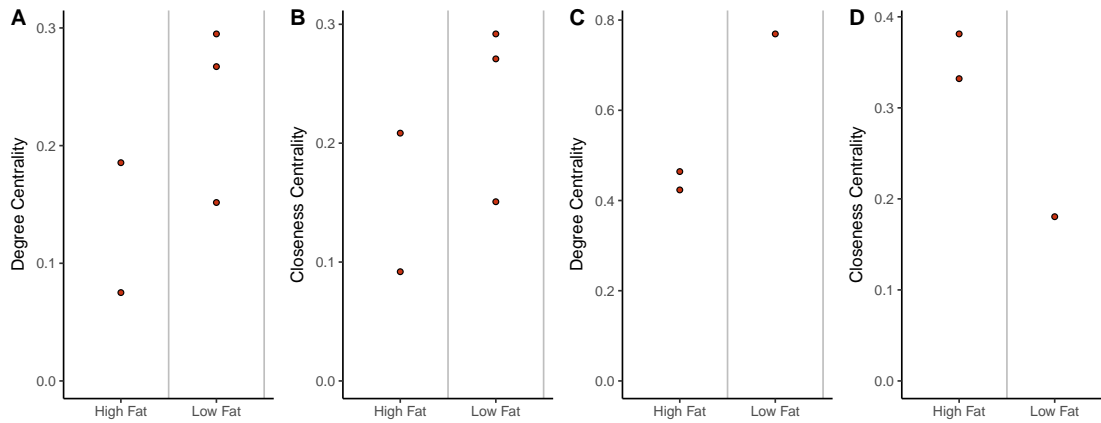 A
Degree Centrality
0.3
0.2
0.1
0.0
High Fat
Low Fat
B
Closeness Centrality
0.3
0.2
0.1
0.0
High Fat
Low Fat
C
Degree Centrality
0.8
0.6
0.4
0.2
0.0
High Fat
Low Fat
D
Closeness Centrality
0.4
0.3
0.2
0.1
0.0
High Fat
Low Fat